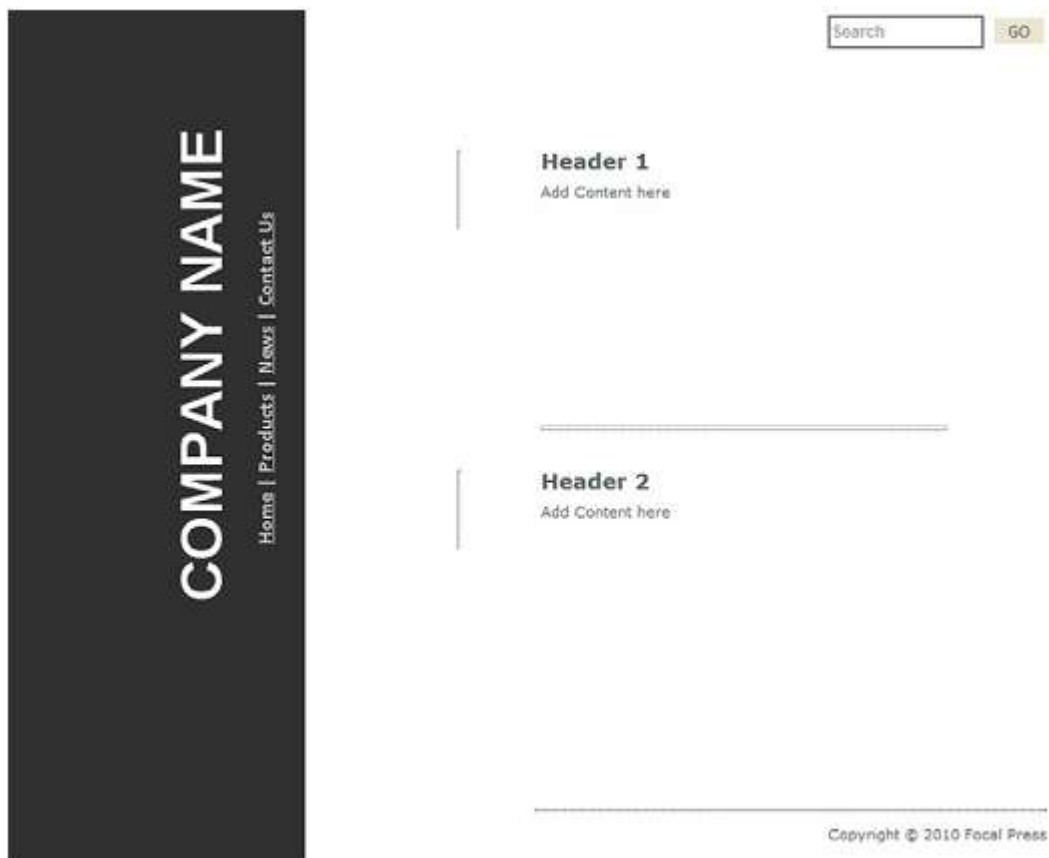 COMPANY NAME
Home | Products | News | Contact Us
Search GO
Header 1
Add Content here
Header 2
Add Content here
Copyright © 2010 Focal Press